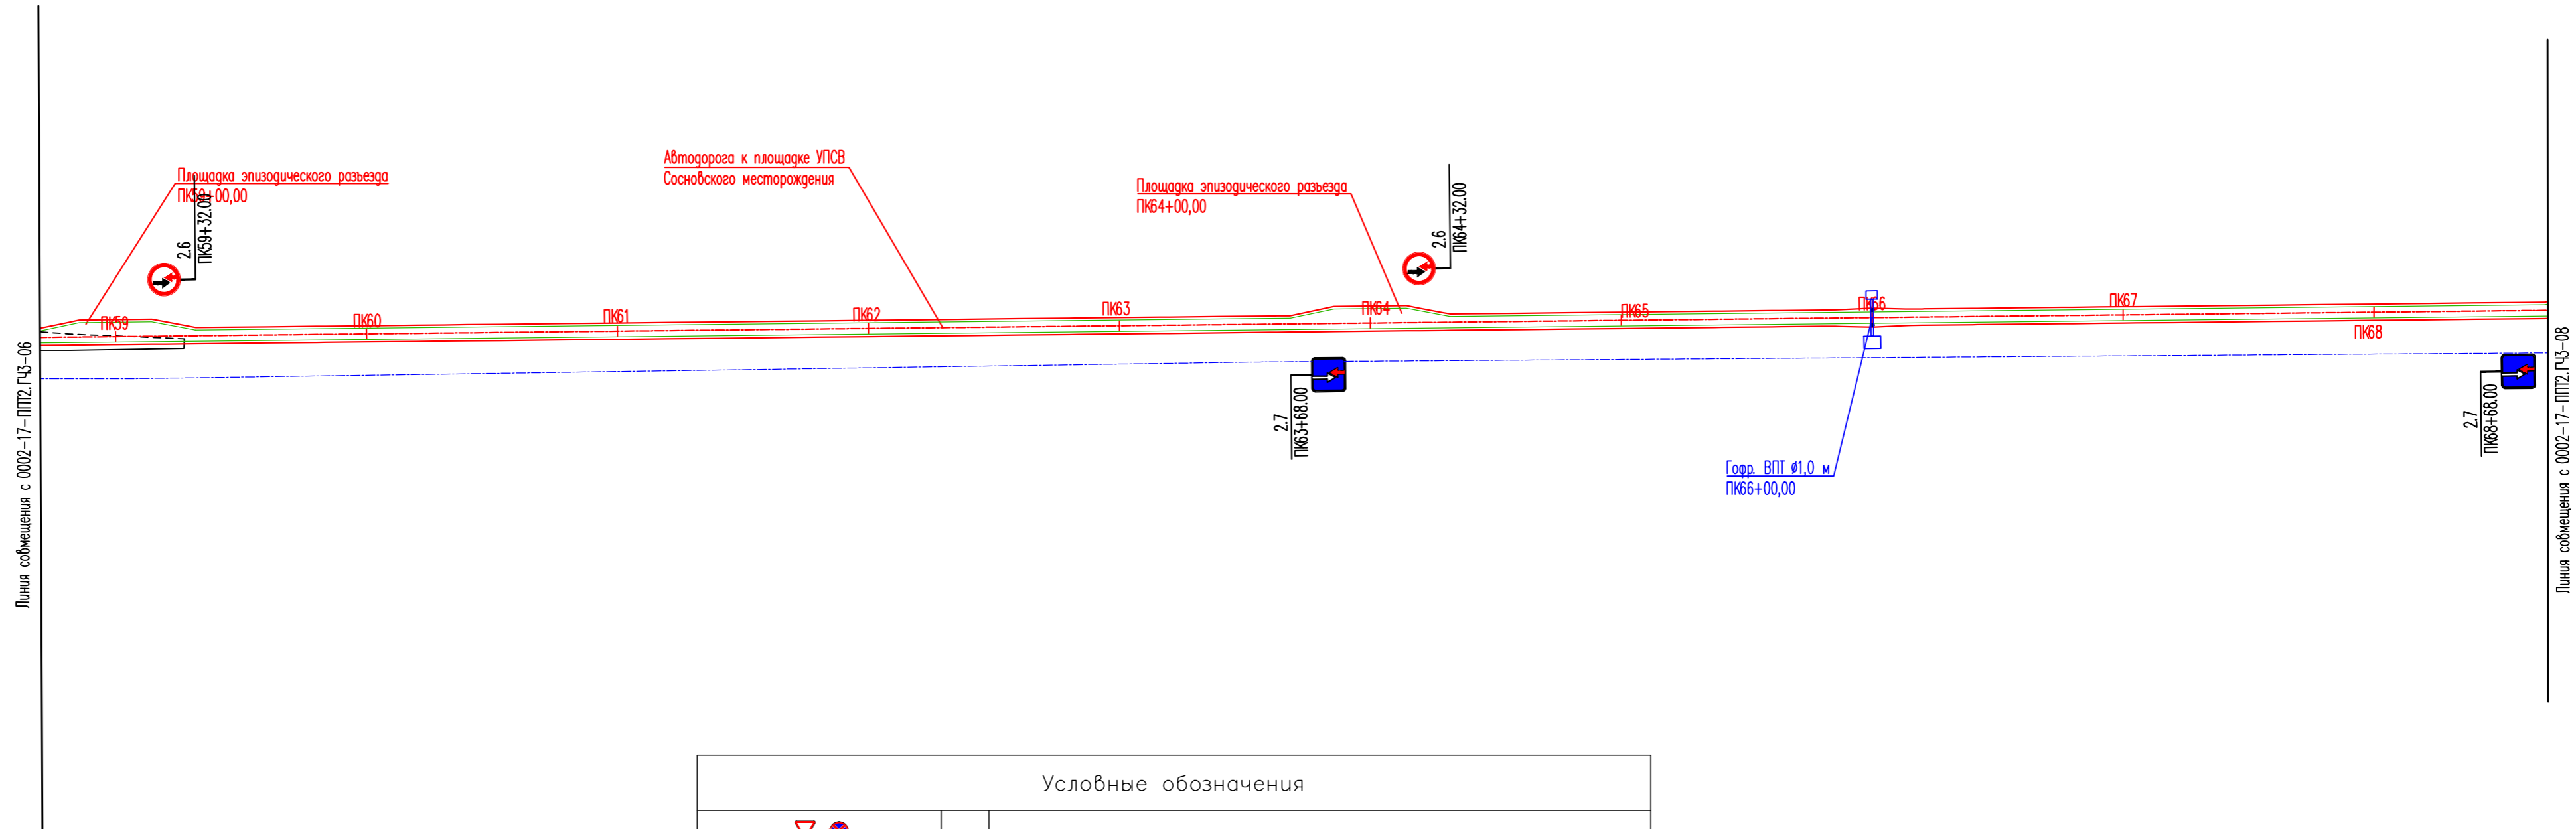 Площадка эпизодического разъезда
ПК59+00,00
2.6
ПК59+32.00
Автодорога к площадке УПСВ
Сосновского месторождения
Площадка эпизодического разъезда
ПК64+00,00
2.6
ПК64+32.00
ПК59
ПК60
ПК61
ПК62
ПК63
ПК64
ПК65
ПК66
ПК67
ПК68
2.7
ПК63+68.00
Гофр. ВПТ ø1,0 м
ПК66+00,00
2.7
ПК68+68.00
Линия совмещения с 0002-17-ППТ2.ГЧ3-06
Линия совмещения с 0002-17-ППТ2.ГЧ3-08
Условные обозначения